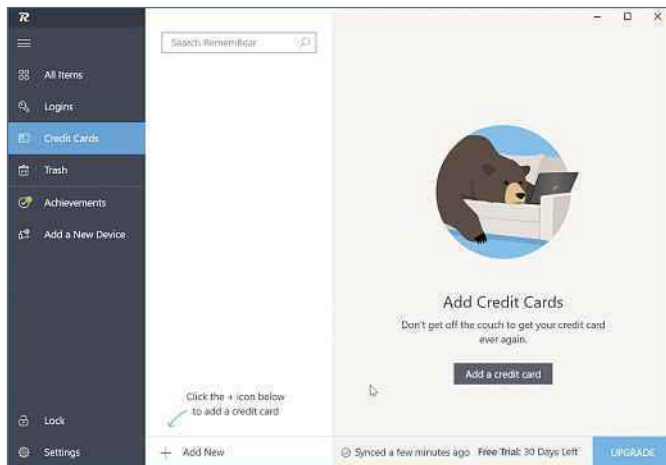 R
Search RememBear
All Items
Logins
Credit Cards
Trash
Achievements
Add a New Device
Lock
Settings
Click the + icon below
to add a credit card
+ Add New
Add Credit Cards
Don't get off the couch to get your credit card
ever again.
Add a credit card
Synced a few minutes ago Free Trial: 30 Days Left UPGRADE